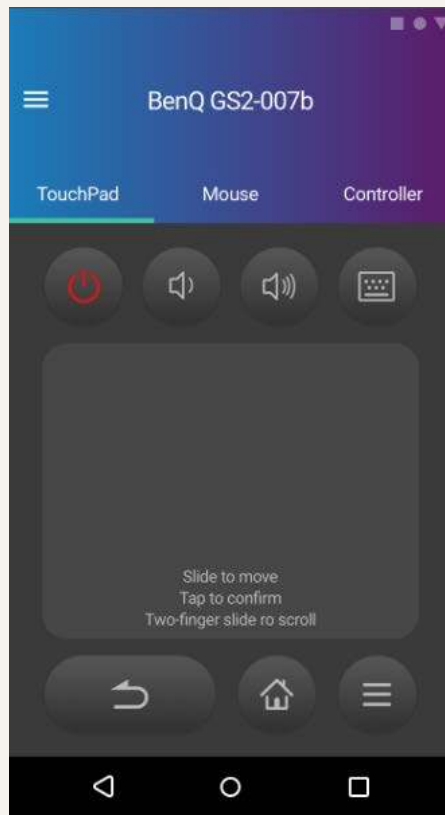 BenQ GS2-007b
TouchPad Mouse Controller
Slide to move
Tap to confirm
Two-finger slide ro scroll